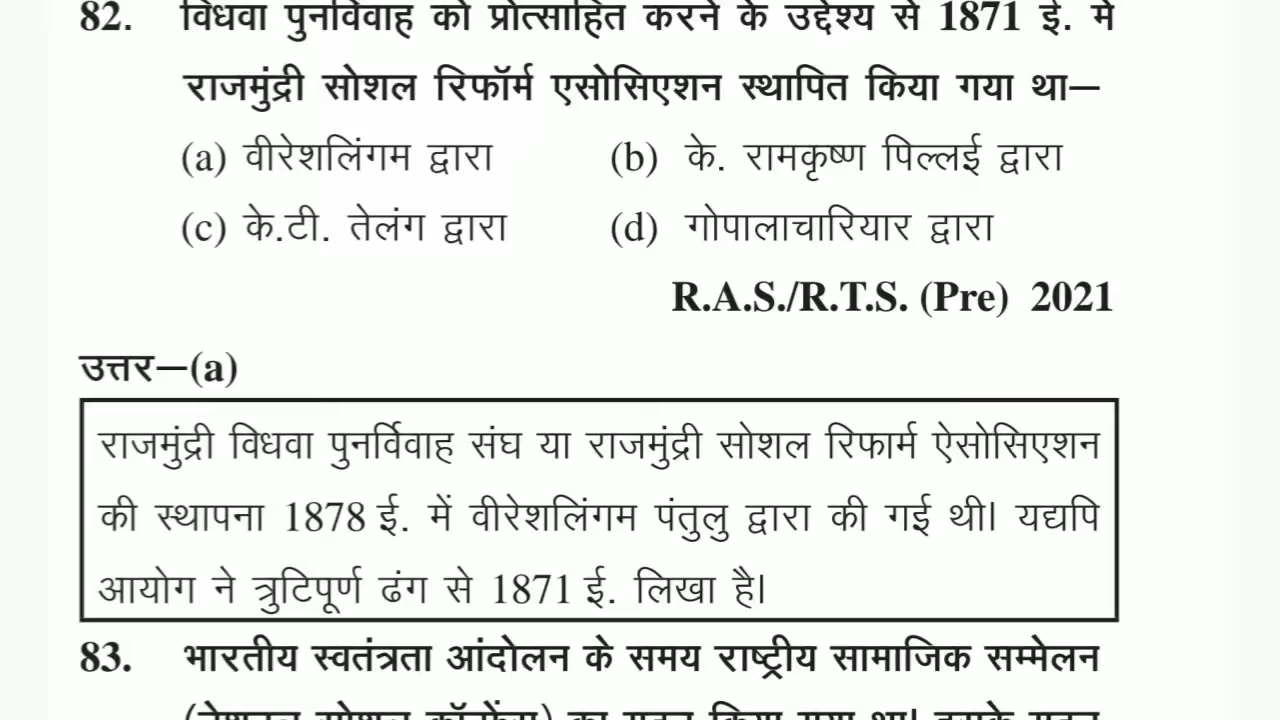 82. विधवा पुनर्विवाह को प्रोत्साहित करने के उद्देश्य से 1871 ई. में
राजमुंद्री सोशल रिफॉर्म एसोसिएशन स्थापित किया गया था—
(a) वीरेशलिंगम द्वारा (b) के. रामकृष्ण पिल्लई द्वारा
(c) के.टी. तेलंग द्वारा (d) गोपालाचारियार द्वारा
R.A.S./R.T.S. (Pre) 2021
उत्तर—(a)
राजमुंद्री विधवा पुनर्विवाह संघ या राजमुंद्री सोशल रिफार्म ऐसोसिएशन
की स्थापना 1878 ई. में वीरेशलिंगम पंतुलु द्वारा की गई थी। यद्यपि
आयोग ने त्रुटिपूर्ण ढंग से 1871 ई. लिखा है।
83. भारतीय स्वतंत्रता आंदोलन के समय राष्ट्रीय सामाजिक सम्मेलन